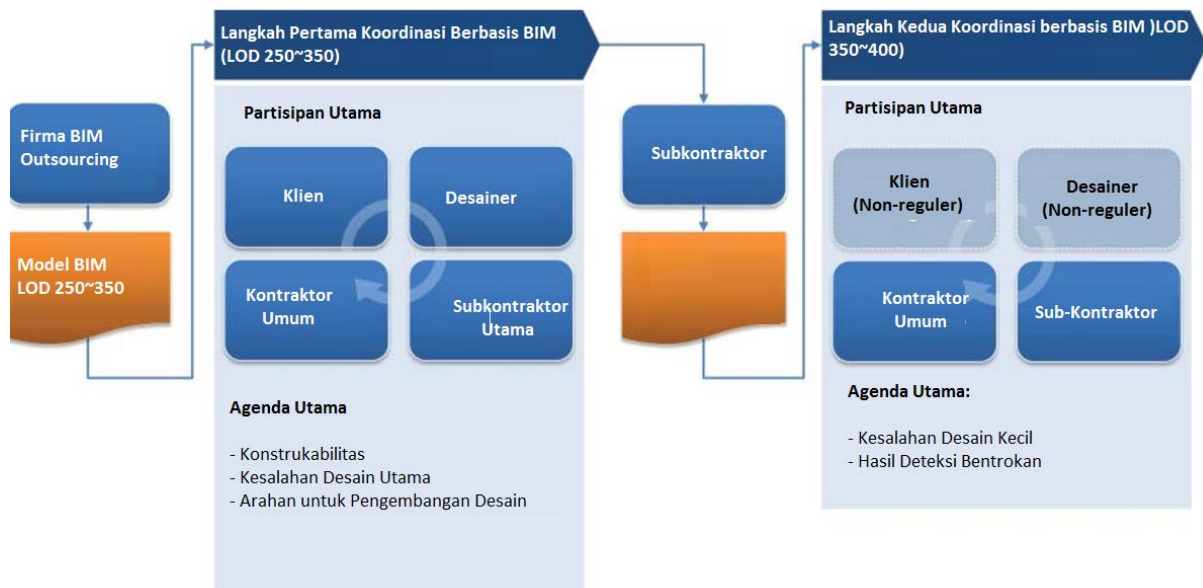 Langkah Pertama Koordinasi Berbasis BIM
(LOD 250~350)
Firma BIM
Outsourcing
Model BIM
LOD 250~350
Partisipan Utama
Klien
Desainer
Kontraktor
Umum
Subkontraktor
Utama
Agenda Utama
- Konstrukabilitas
- Kesalahan Desain Utama
- Arahan untuk Pengembangan Desain
Subkontraktor
Langkah Kedua Koordinasi berbasis BIM )LOD
350~400)
Partisipan Utama
Klien
(Non-reguler)
Desainer
(Non-reguler)
Kontraktor
Umum
Sub-Kontraktor
Agenda Utama:
- Kesalahan Desain Kecil
- Hasil Deteksi Bentrokan